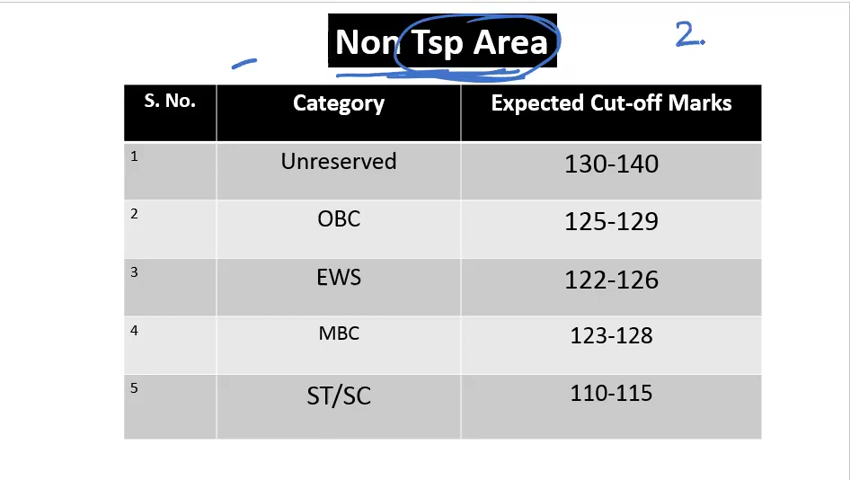 Non Tsp Area
2.
S. No. Category Expected Cut-off Marks
1 Unreserved 130-140
2 OBC 125-129
3 EWS 122-126
4 MBC 123-128
5 ST/SC 110-115